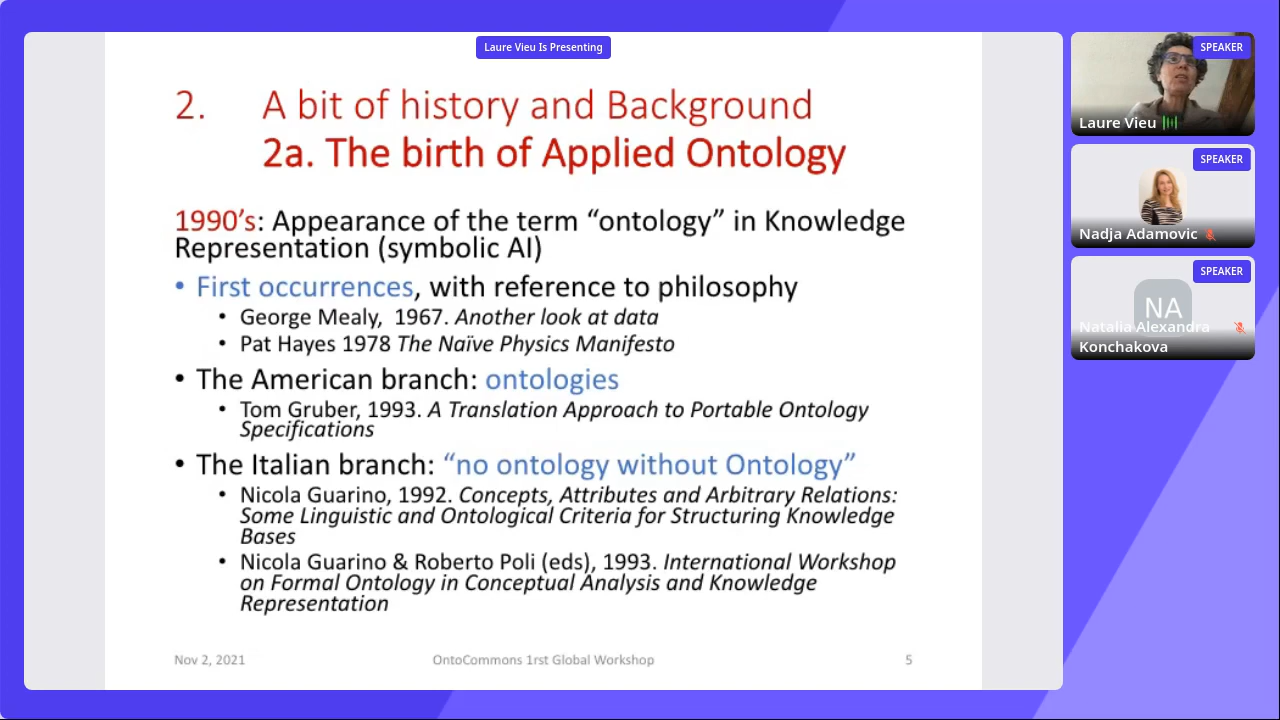 Laure Vieu Is Presenting
2. A bit of history and Background
2a. The birth of Applied Ontology
1990's: Appearance of the term “ontology” in Knowledge
Representation (symbolic AI)
• First occurrences, with reference to philosophy
• George Mealy, 1967. Another look at data
• Pat Hayes 1978 The Naïve Physics Manifesto
• The American branch: ontologies
• Tom Gruber, 1993. A Translation Approach to Portable Ontology
Specifications
• The Italian branch: “no ontology without Ontology”
• Nicola Guarino, 1992. Concepts, Attributes and Arbitrary Relations:
Some Linguistic and Ontological Criteria for Structuring Knowledge
Bases
• Nicola Guarino & Roberto Poli (eds), 1993. International Workshop
on Formal Ontology in Conceptual Analysis and Knowledge
Representation
Nov 2, 2021
OntoCommons 1rst Global Workshop
5
SPEAKER
Laure Vieu
SPEAKER
Nadja Adamovic
SPEAKER
NA
Natalia Alexandra
Konchakova